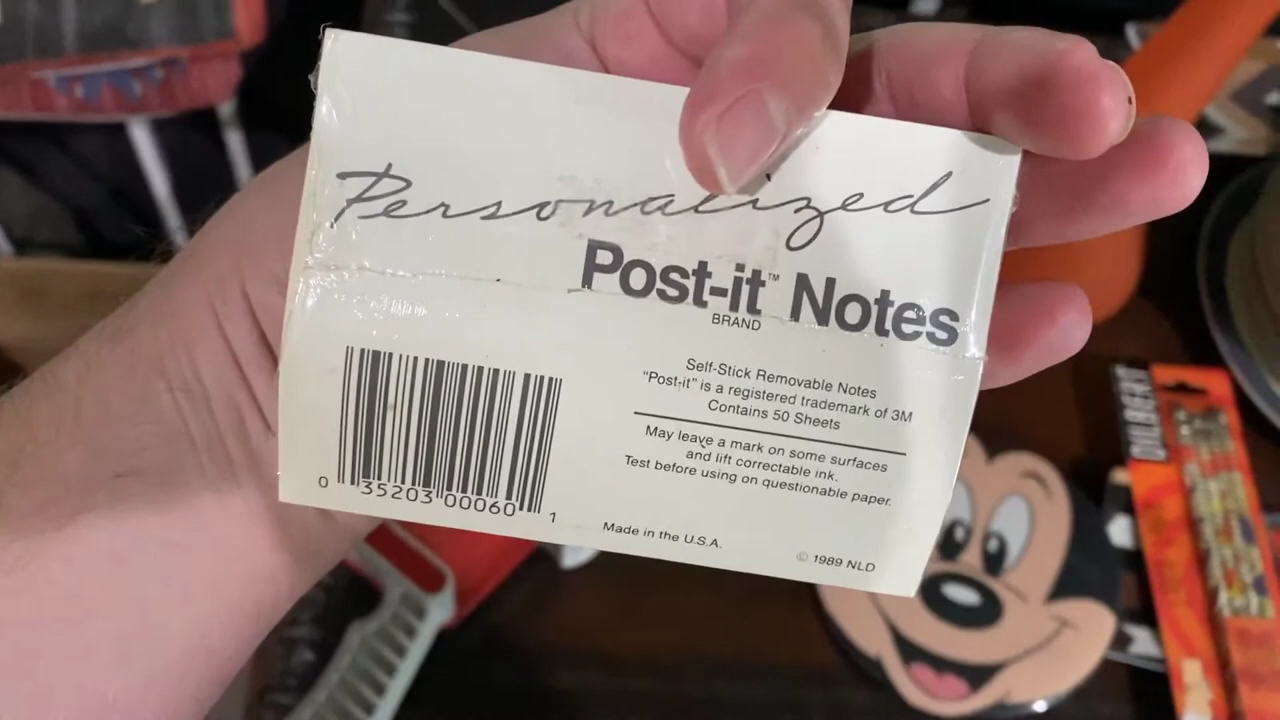 Personalized
Post-it™ Notes
BRAND
Self-Stick Removable Notes
“Post-it” is a registered trademark of 3M
Contains 50 Sheets
May leave a mark on some surfaces
and lift correctable ink.
Test before using on questionable paper.
0 35203 00060 1
Made in the U.S.A.
© 1989 NLD
DILBERT